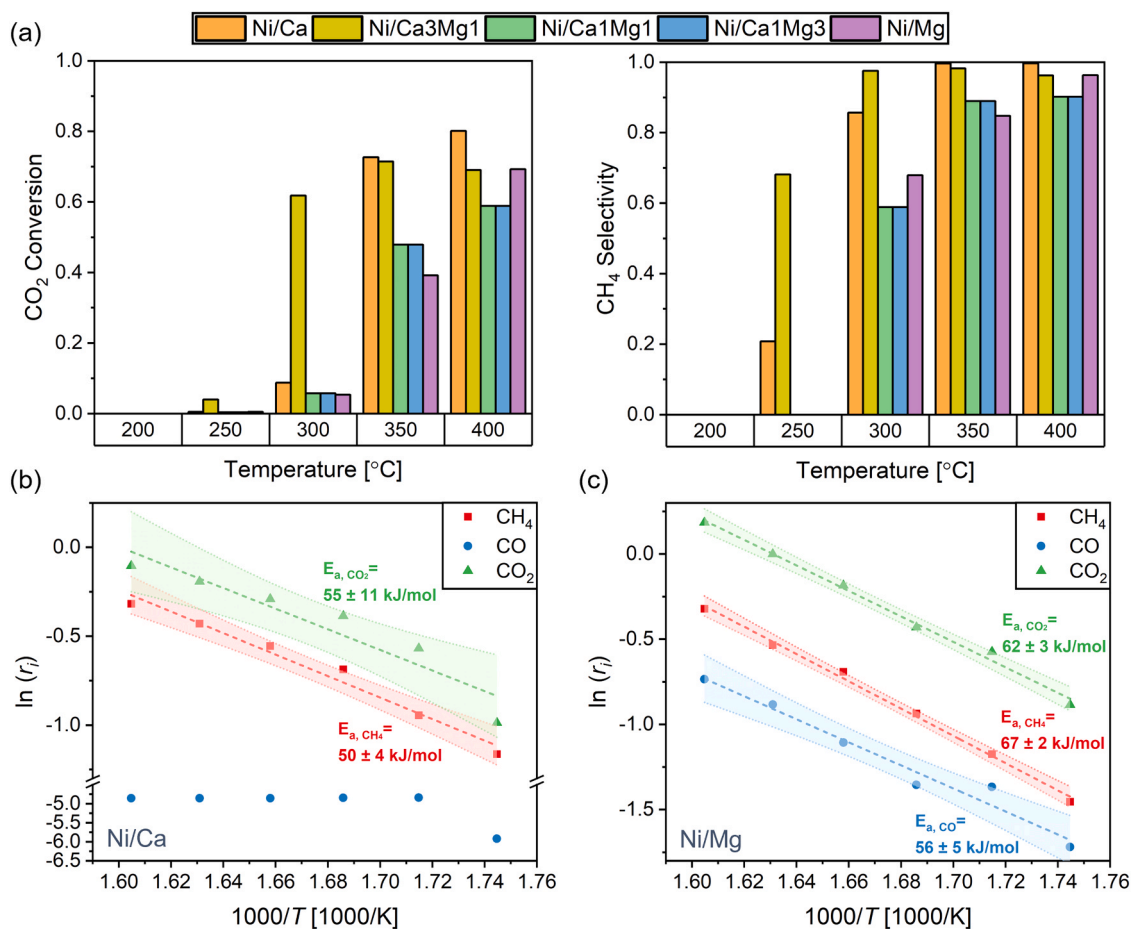 (a)
Ni/Ca Ni/Ca3Mg1 Ni/Ca1Mg1 Ni/Ca1Mg3 Ni/Mg
CO₂ Conversion
1.0
0.8
0.6
0.4
0.2
0.0
200 250 300 350 400
Temperature [°C]
CH₄ Selectivity
1.0
0.8
0.6
0.4
0.2
0.0
200 250 300 350 400
Temperature [°C]
(b)
CH₄
CO
CO₂
ln (rᵢ)
0.0
-0.5
-1.0
-5.0
-5.5
-6.0
-6.5
Eₐ, CO₂=
55 ± 11 kJ/mol
Eₐ, CH₄=
50 ± 4 kJ/mol
Ni/Ca
1.60 1.62 1.64 1.66 1.68 1.70 1.72 1.74 1.76
1000/T [1000/K]
(c)
CH₄
CO
CO₂
ln (rᵢ)
0.0
-0.5
-1.0
-1.5
Eₐ, CO₂=
62 ± 3 kJ/mol
Eₐ, CH₄=
67 ± 2 kJ/mol
Eₐ, CO=
56 ± 5 kJ/mol
Ni/Mg
1.60 1.62 1.64 1.66 1.68 1.70 1.72 1.74 1.76
1000/T [1000/K]